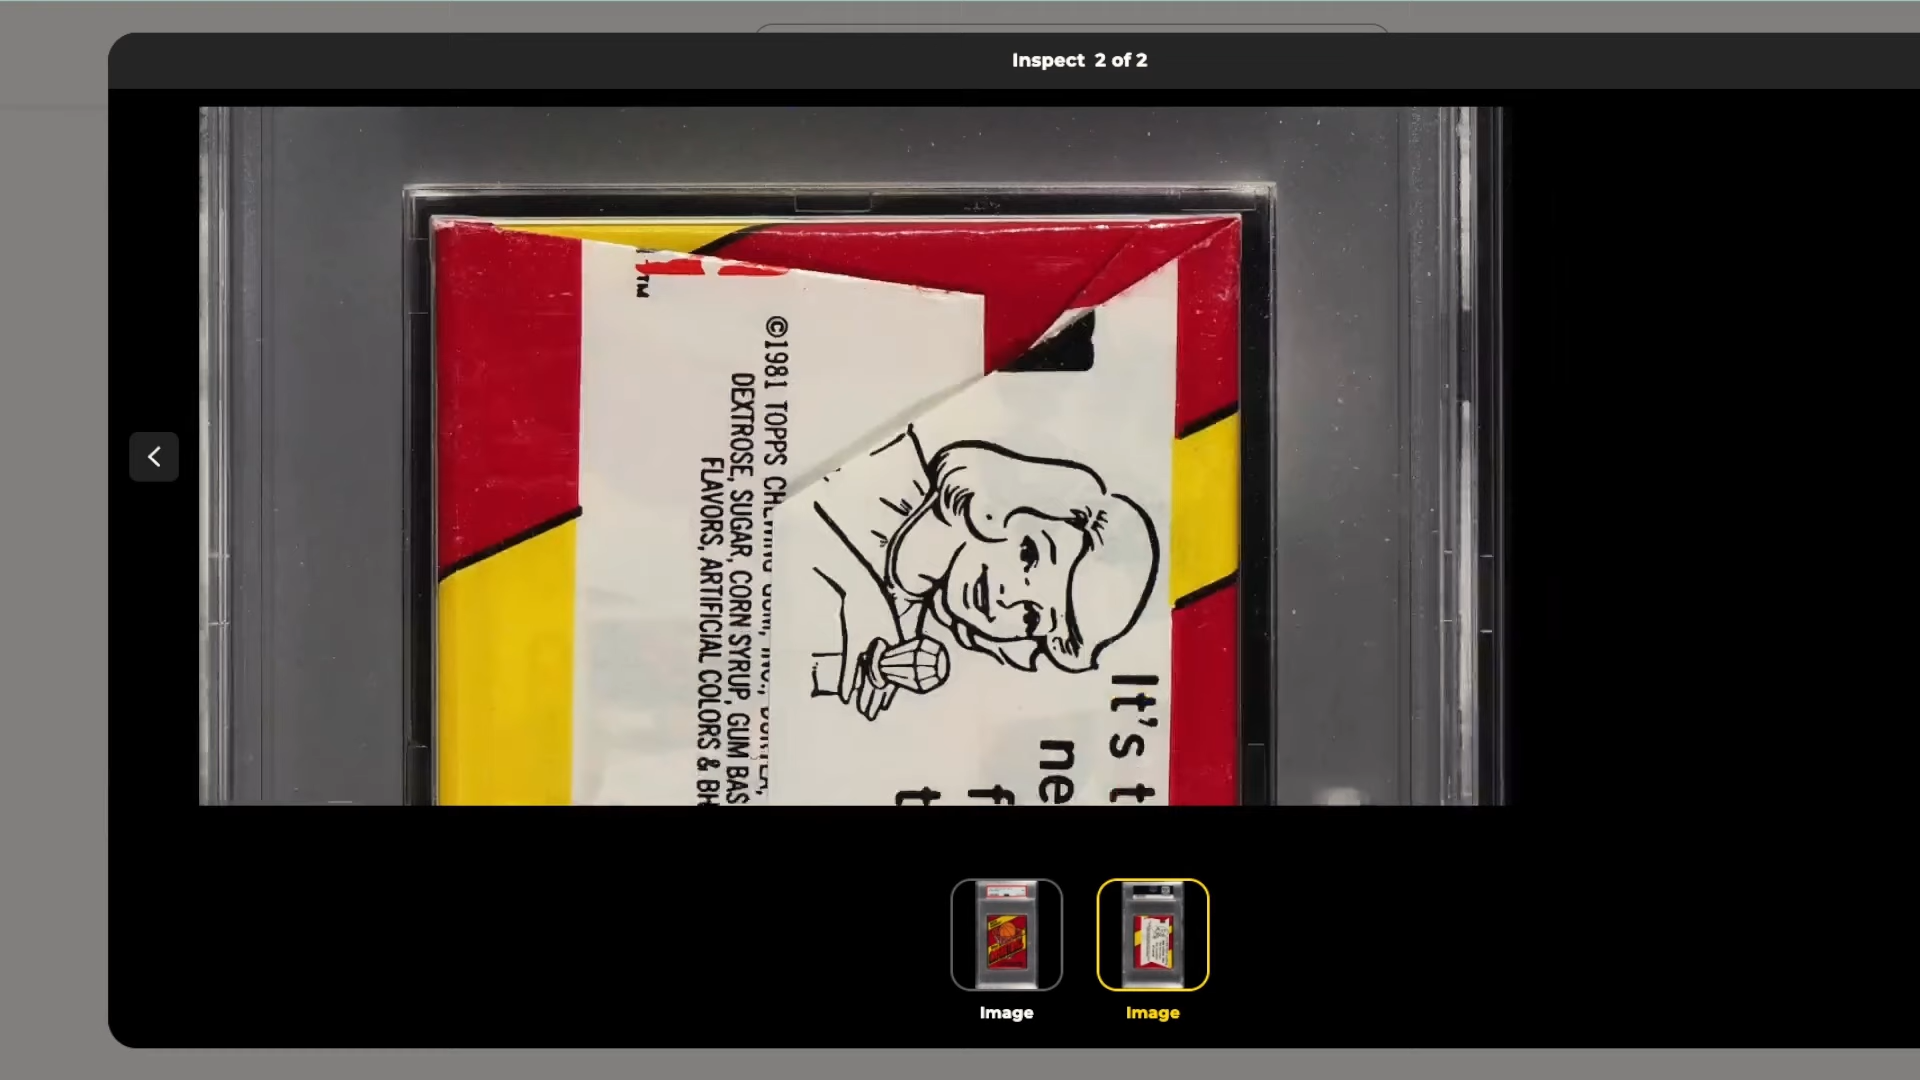 Inspect 2 of 2
TM
©1981 TOPPS
DEXTROSE, SUGAR, CORN SYRUP, GUM BAS
FLAVORS, ARTIFICIAL COLORS & BH
It's t
ne
f
t
Image
Image